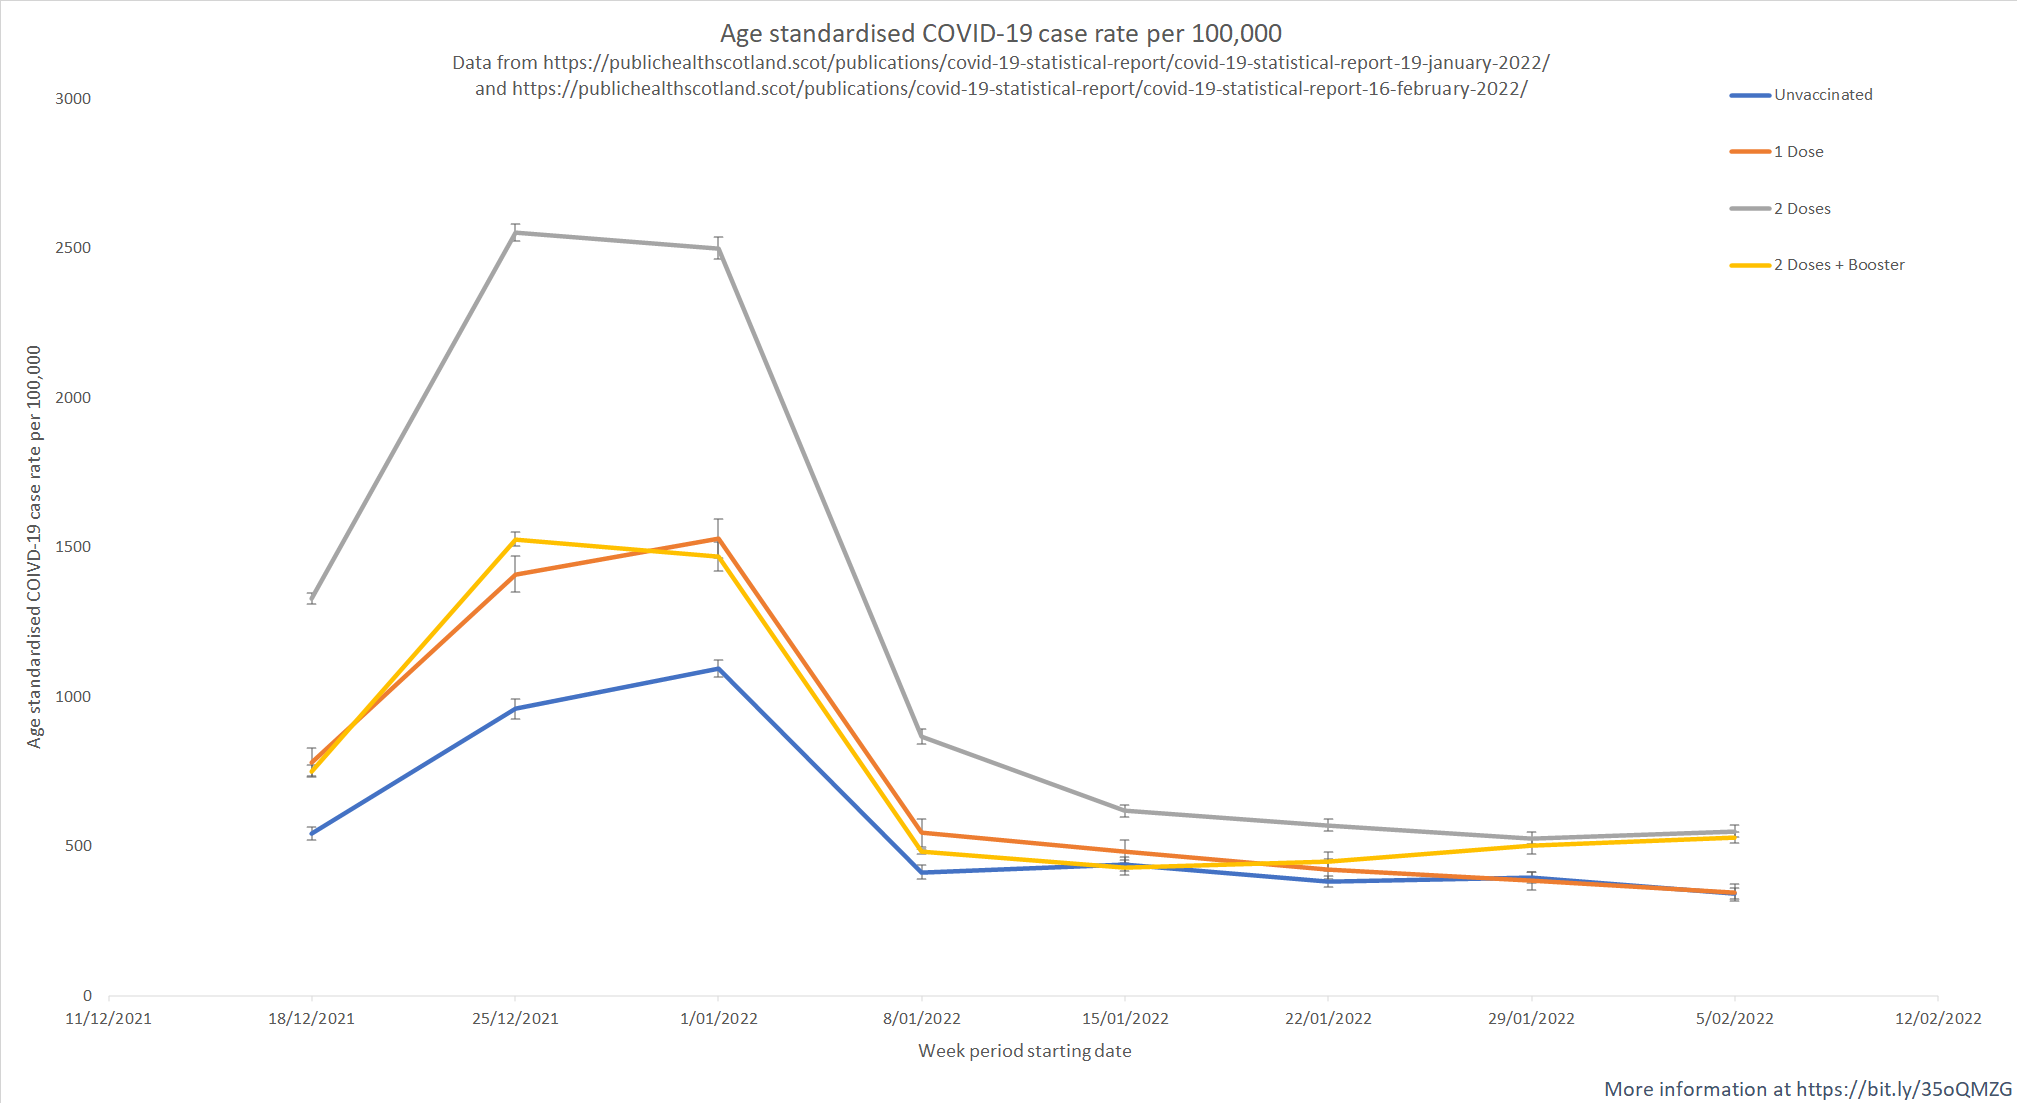 Age standardised COVID-19 case rate per 100,000
Data from https://publichealthscotland.scot/publications/covid-19-statistical-report/covid-19-statistical-report-19-january-2022/
and https://publichealthscotland.scot/publications/covid-19-statistical-report/covid-19-statistical-report-16-february-2022/
Unvaccinated
1 Dose
2 Doses
2 Doses + Booster
Age standardised COIVD-19 case rate per 100,000
3000
2500
2000
1500
1000
500
0
11/12/2021 18/12/2021 25/12/2021 1/01/2022 8/01/2022 15/01/2022 22/01/2022 29/01/2022 5/02/2022 12/02/2022
Week period starting date
More information at https://bit.ly/35oQMZG